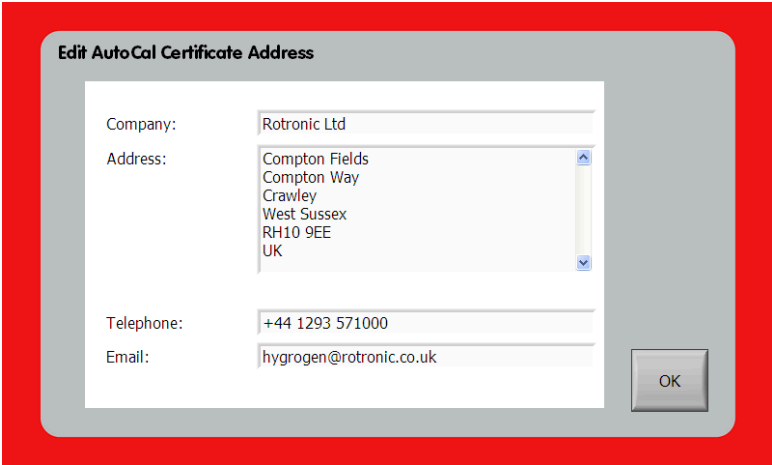 Edit AutoCal Certificate Address
Company: Rotronic Ltd
Address: Compton Fields
Compton Way
Crawley
West Sussex
RH10 9EE
UK
Telephone: +44 1293 571000
Email: hygrogen@rotronic.co.uk
OK